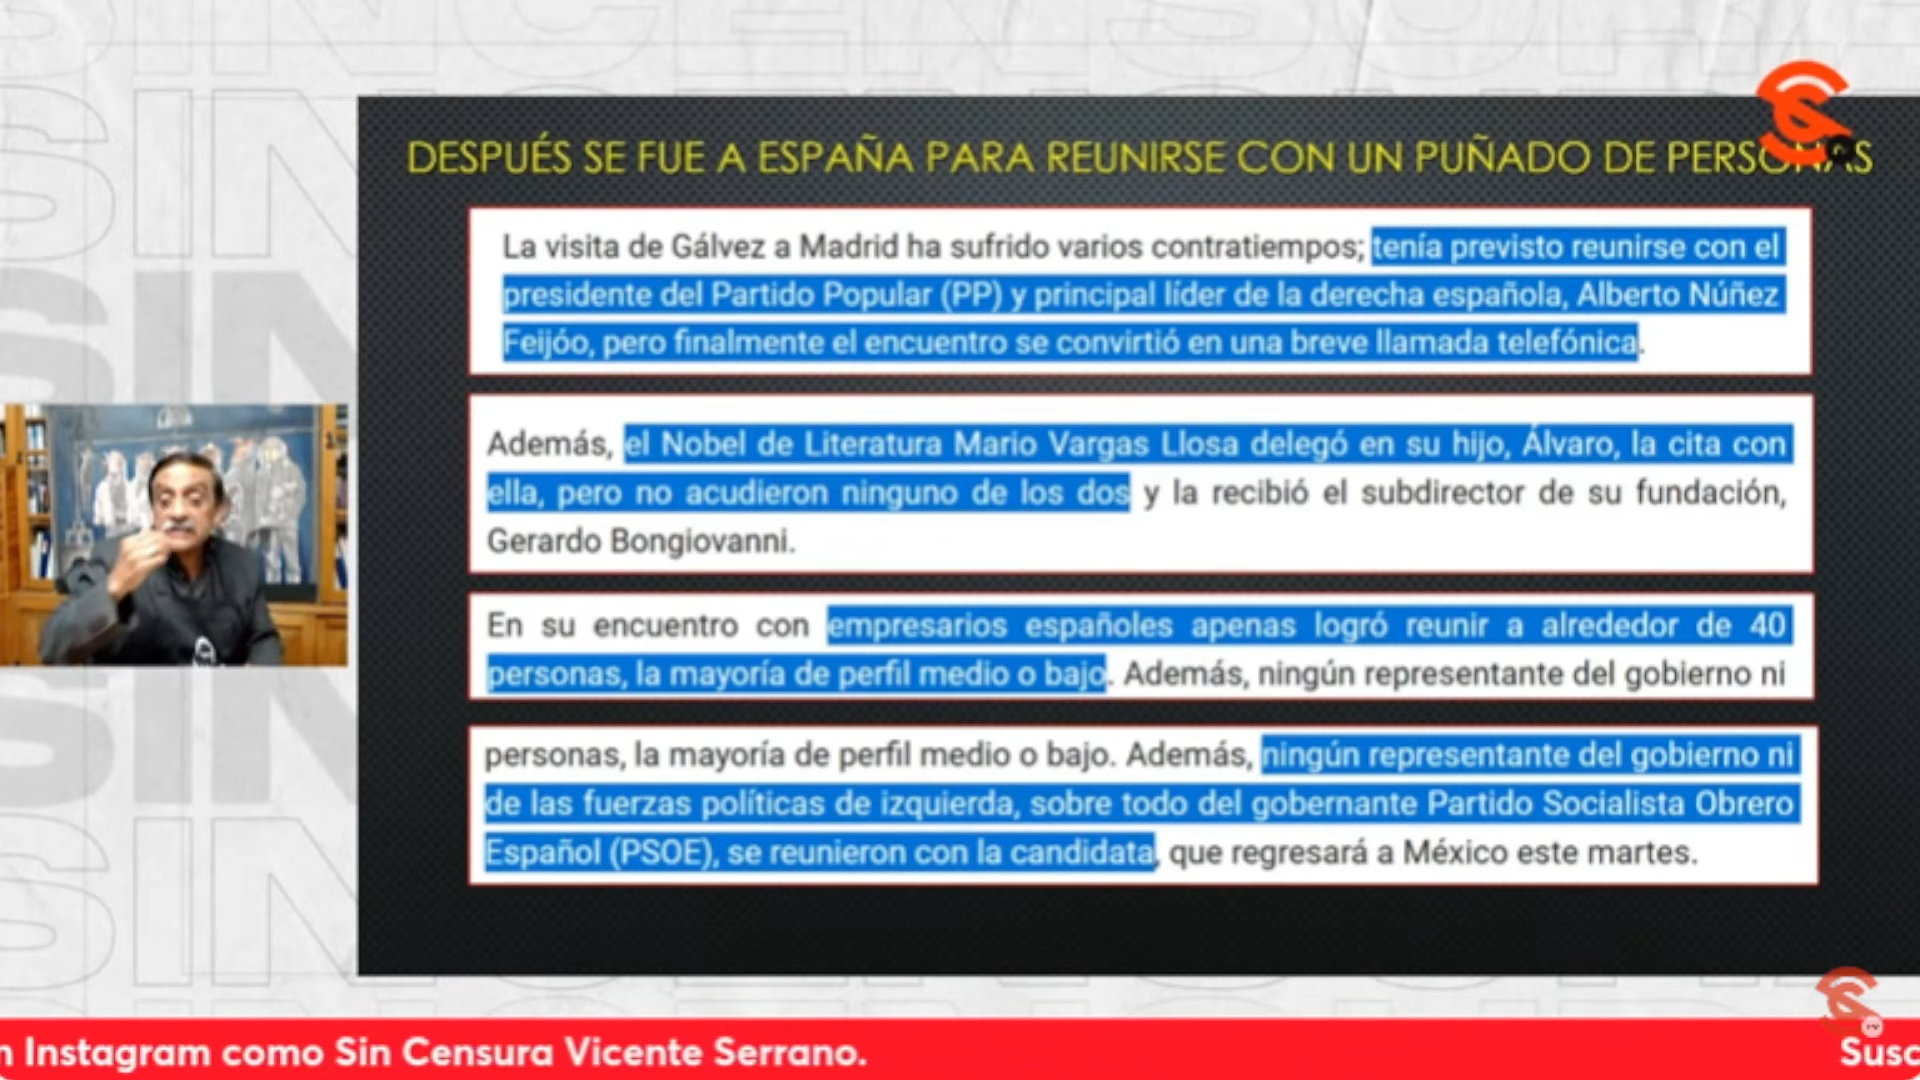 SIN CENSURA
SIN
SIN
SIN
SIN
DESPUÉS SE FUE A ESPAÑA PARA REUNIRSE CON UN PUÑADO DE PERSONAS
La visita de Gálvez a Madrid ha sufrido varios contratiempos; tenía previsto reunirse con el
presidente del Partido Popular (PP) y principal líder de la derecha española, Alberto Núñez
Feijóo, pero finalmente el encuentro se convirtió en una breve llamada telefónica.
Además, el Nobel de Literatura Mario Vargas Llosa delegó en su hijo, Álvaro, la cita con
ella, pero no acudieron ninguno de los dos y la recibió el subdirector de su fundación,
Gerardo Bongiovanni.
En su encuentro con empresarios españoles apenas logró reunir a alrededor de 40
personas, la mayoría de perfil medio o bajo. Además, ningún representante del gobierno ni
personas, la mayoría de perfil medio o bajo. Además, ningún representante del gobierno ni
de las fuerzas políticas de izquierda, sobre todo del gobernante Partido Socialista Obrero
Español (PSOE), se reunieron con la candidata, que regresará a México este martes.
n Instagram como Sin Censura Vicente Serrano.
Susc